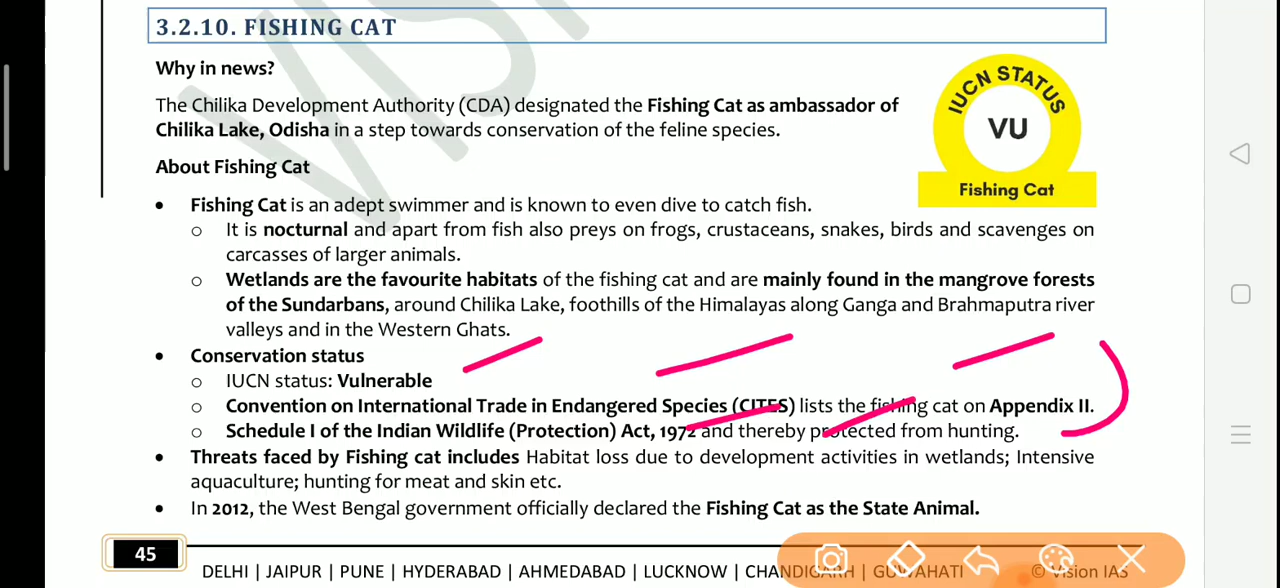 3.2.10. FISHING CAT
Why in news?
The Chilika Development Authority (CDA) designated the Fishing Cat as ambassador of
Chilika Lake, Odisha in a step towards conservation of the feline species.
IUCN STATUS
VU
Fishing Cat
About Fishing Cat
• Fishing Cat is an adept swimmer and is known to even dive to catch fish.
o It is nocturnal and apart from fish also preys on frogs, crustaceans, snakes, birds and scavenges on
carcasses of larger animals.
o Wetlands are the favourite habitats of the fishing cat and are mainly found in the mangrove forests
of the Sundarbans, around Chilika Lake, foothills of the Himalayas along Ganga and Brahmaputra river
valleys and in the Western Ghats.
• Conservation status
o IUCN status: Vulnerable
o Convention on International Trade in Endangered Species (CITES) lists the fishing cat on Appendix II.
o Schedule I of the Indian Wildlife (Protection) Act, 1972 and thereby protected from hunting.
• Threats faced by Fishing cat includes Habitat loss due to development activities in wetlands; Intensive
aquaculture; hunting for meat and skin etc.
• In 2012, the West Bengal government officially declared the Fishing Cat as the State Animal.
45
DELHI | JAIPUR | PUNE | HYDERABAD | AHMEDABAD | LUCKNOW | CHANDIGARH | GUWAHATI © Vision IAS
VISI